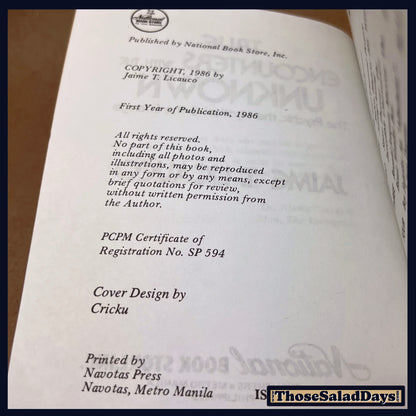 National
Published by National Book Store, Inc.
COPYRIGHT, 1986 by
Jaime T. Licauco
First Year of Publication, 1986
All rights reserved.
No part of this book,
including all photos and
illustretions, may be reproduced
in any form or by any means, except
brief quotations for review,
without written permission from
the Author.
PCPM Certificate of
Registration No. SP 594
Cover Design by
Cricku
Printed by
Navotas Press
Navotas, Metro Manila
IS
ThoseSaladDays!